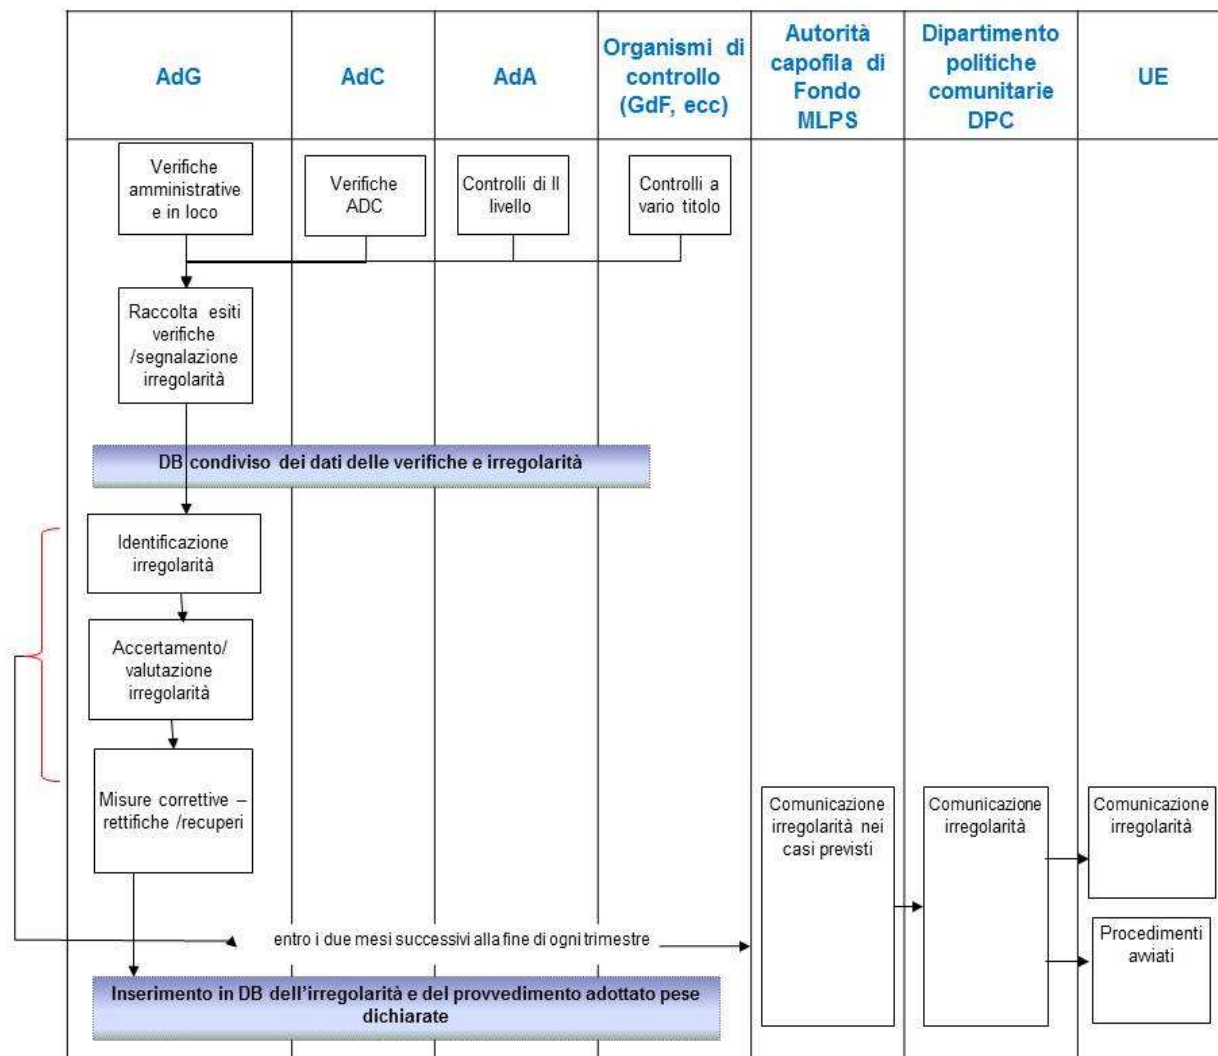 AdG
AdC
AdA
Organismi di
controllo
(GdF, ecc)
Autorità
capofila di
Fondo
MLPS
Dipartimento
politiche
comunitarie
DPC
UE
Verifiche
amministrative
e in loco
Verifiche
ADC
Controlli di II
livello
Controlli a
vario titolo
Raccolta esiti
verifiche
/segnalazione
irregolarità
DB condiviso dei dati delle verifiche e irregolarità
Identificazione
irregolarità
Accertamento/
valutazione
irregolarità
Misure correttive –
rettifiche /recuperi
Comunicazione
irregolarità nei
casi previsti
Comunicazione
irregolarità
Comunicazione
irregolarità
Procedimenti
avviati
entro i due mesi successivi alla fine di ogni trimestre
Inserimento in DB dell'irregolarità e del provvedimento adottato pese
dichiarate